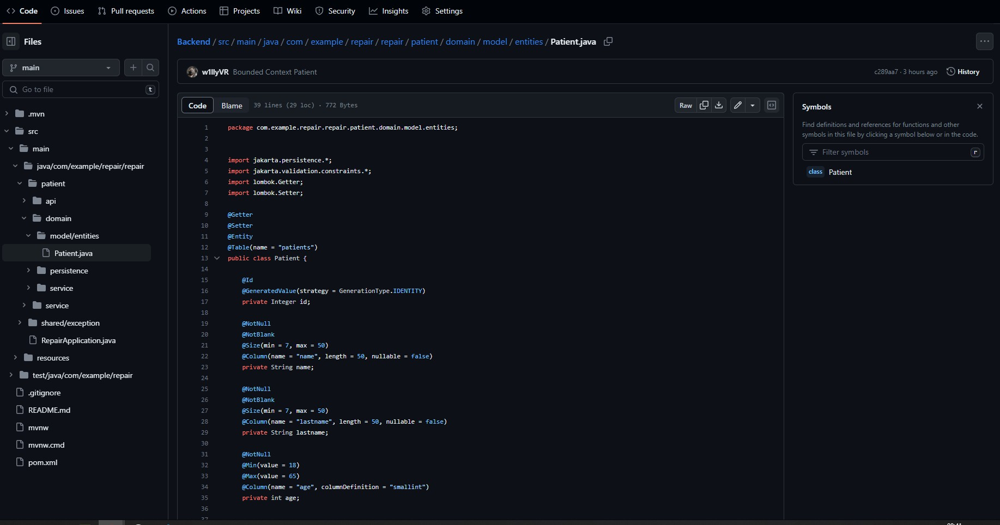 Code Issues Pull requests Actions Projects Wiki Security Insights Settings
Files
main
Go to file t
.mvn
src
main
java/com/example/repair/repair
patient
api
domain
model/entities
Patient.java
persistence
service
service
shared/exception
RepairApplication.java
resources
test/java/com/example/repair
.gitignore
README.md
mvnw
mvnw.cmd
pom.xml
Backend / src / main / java / com / example / repair / repair / patient / domain / model / entities / Patient.java
w1llyVR Bounded Context Patient c289aa7 · 3 hours ago History
Code Blame 39 lines (29 loc) · 772 Bytes Raw
1 package com.example.repair.repair.patient.domain.model.entities;
2
3
4 import jakarta.persistence.*;
5 import jakarta.validation.constraints.*;
6 import lombok.Getter;
7 import lombok.Setter;
8
9 @Getter
10 @Setter
11 @Entity
12 @Table(name = "patients")
13 public class Patient {
14
15 @Id
16 @GeneratedValue(strategy = GenerationType.IDENTITY)
17 private Integer id;
18
19 @NotNull
20 @NotBlank
21 @Size(min = 7, max = 50)
22 @Column(name = "name", length = 50, nullable = false)
23 private String name;
24
25 @NotNull
26 @NotBlank
27 @Size(min = 7, max = 50)
28 @Column(name = "lastname", length = 50, nullable = false)
29 private String lastname;
30
31 @NotNull
32 @Min(value = 18)
33 @Max(value = 65)
34 @Column(name = "age", columnDefinition = "smallint")
35 private int age;
36
Symbols
Find definitions and references for functions and other
symbols in this file by clicking a symbol below or in the code.
Filter symbols r
class Patient